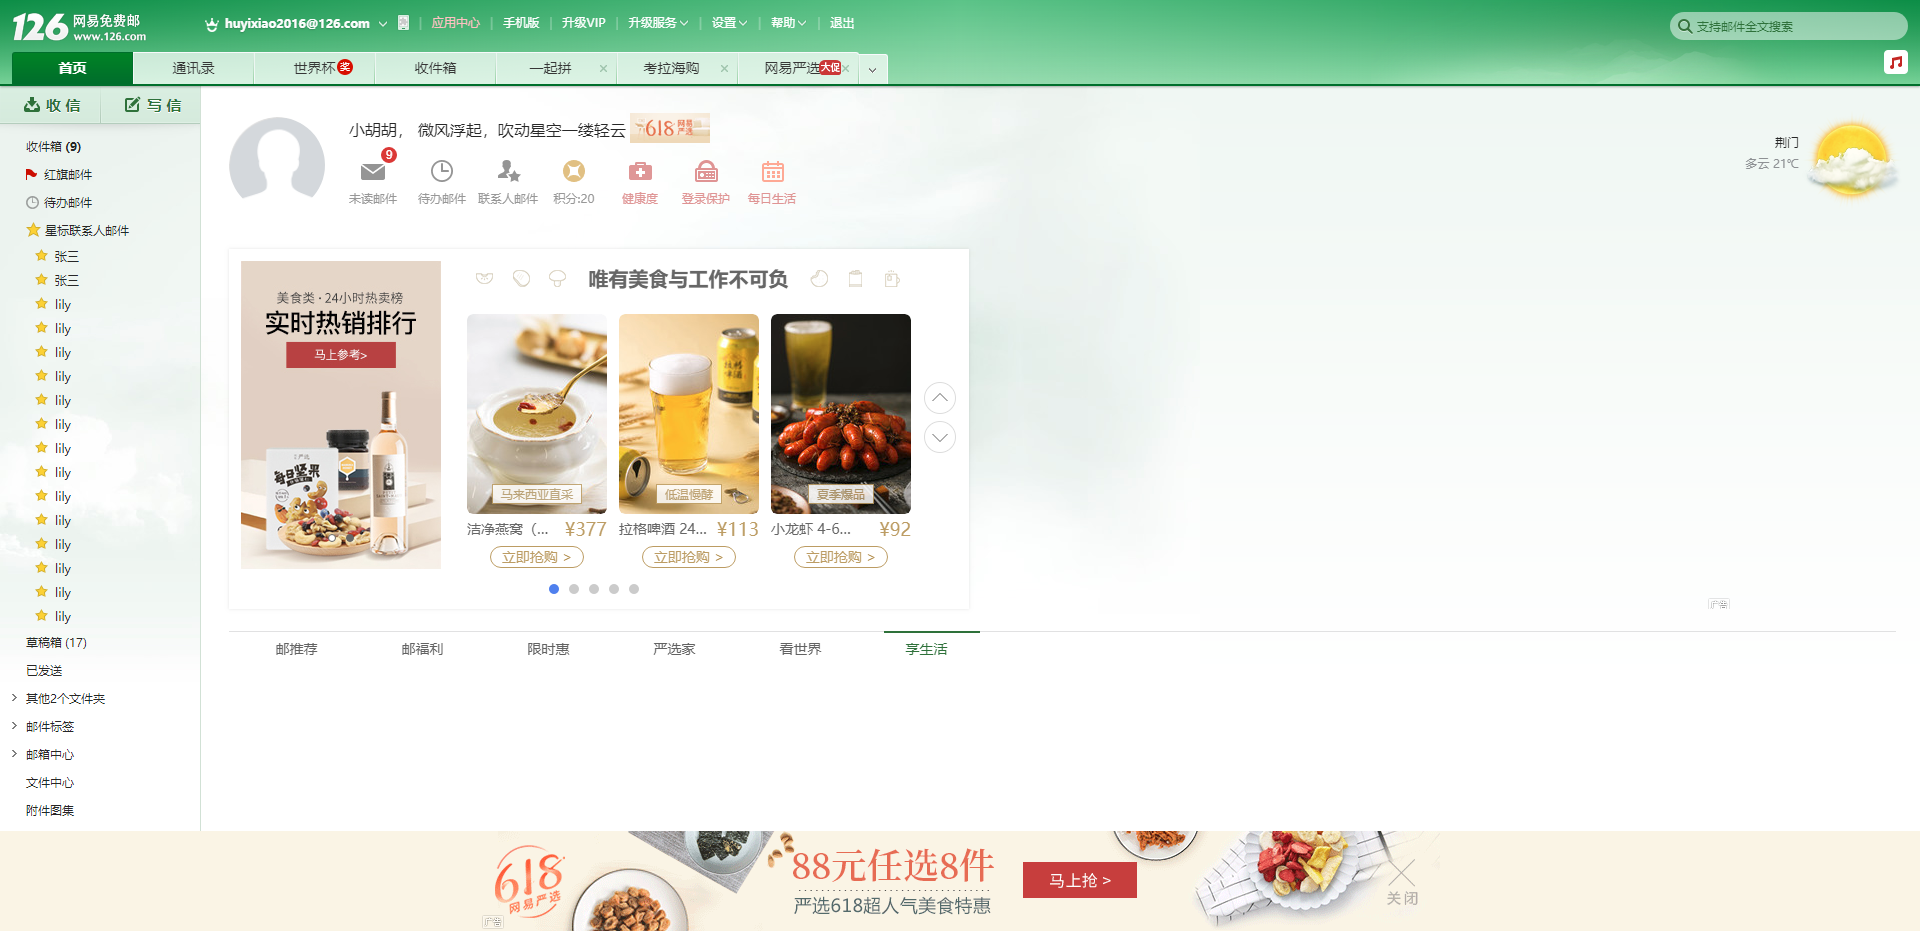 126 网易免费邮
www.126.com
huyixiao2016@126.com
应用中心
手机版
升级VIP
升级服务
设置
帮助
退出
支持邮件全文搜索
首页
通讯录
世界杯 奖
收件箱
一起拼 ×
考拉海购 ×
网易严选 大促 ×
收 信
写 信
收件箱 (9)
红旗邮件
待办邮件
星标联系人邮件
张三
张三
lily
lily
lily
lily
lily
lily
lily
lily
lily
lily
lily
lily
lily
lily
草稿箱 (17)
已发送
其他2个文件夹
邮件标签
邮箱中心
文件中心
附件图集
小胡胡， 微风浮起，吹动星空一缕轻云
618 网易严选
9
未读邮件
待办邮件
联系人邮件
积分:20
健康度
登录保护
每日生活
荆门
多云 21℃
美食类 · 24小时热卖榜
实时热销排行
马上参考>
每日坚果
唯有美食与工作不可负
马来西亚直采
低温慢酵
夏季爆品
拉格啤酒
洁净燕窝（... ¥377
拉格啤酒 24... ¥113
小龙虾 4-6... ¥92
立即抢购 >
立即抢购 >
立即抢购 >
广告
邮推荐
邮福利
限时惠
严选家
看世界
享生活
618
网易严选
88元任选8件
严选618超人气美食特惠
马上抢 >
关闭
广告